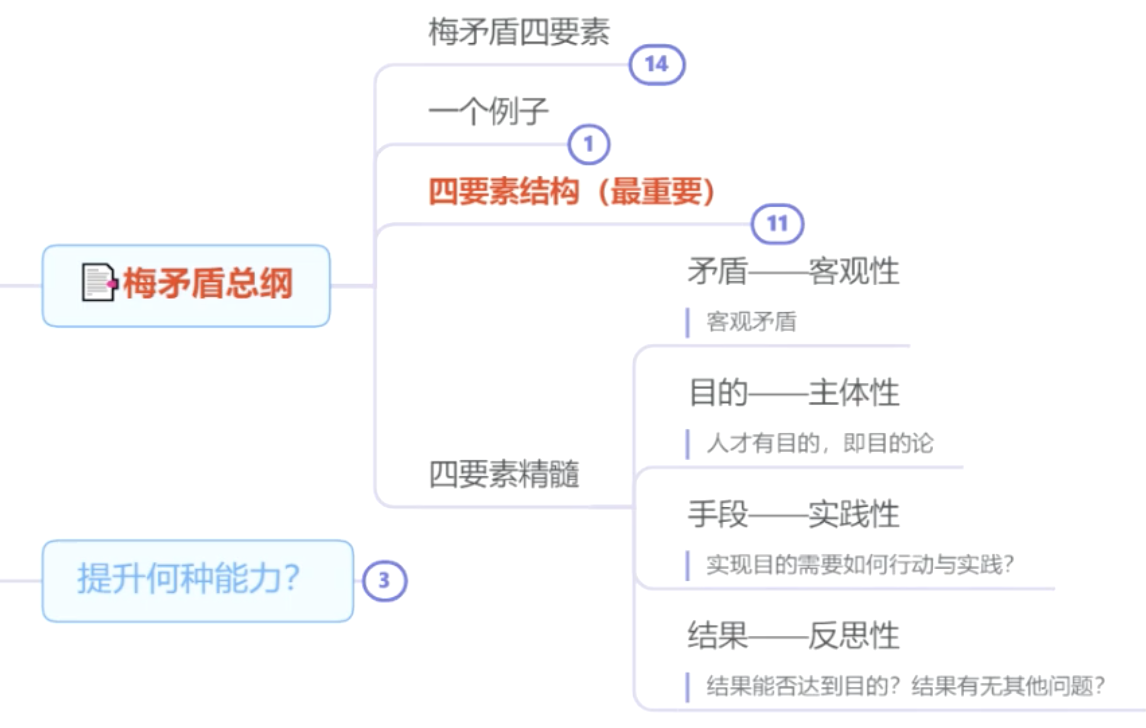 梅矛盾四要素
14
一个例子
1
四要素结构（最重要）
11
梅矛盾总纲
矛盾——客观性
客观矛盾
目的——主体性
人才有目的，即目的论
四要素精髓
手段——实践性
实现目的需要如何行动与实践？
结果——反思性
结果能否达到目的？结果有无其他问题？
提升何种能力？
3